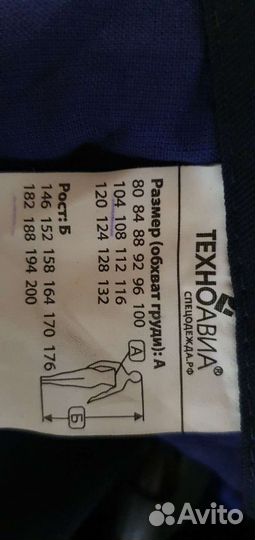 ТЕХНОАВИА®
СПЕЦОДЕЖДА.РФ
Размер (обхват груди): А
80 84 88 92 96 100
104 108 112 116
120 124 128 132
Рост: Б
146 152 158 164 170 176
182 188 194 200
А
Б
Avito